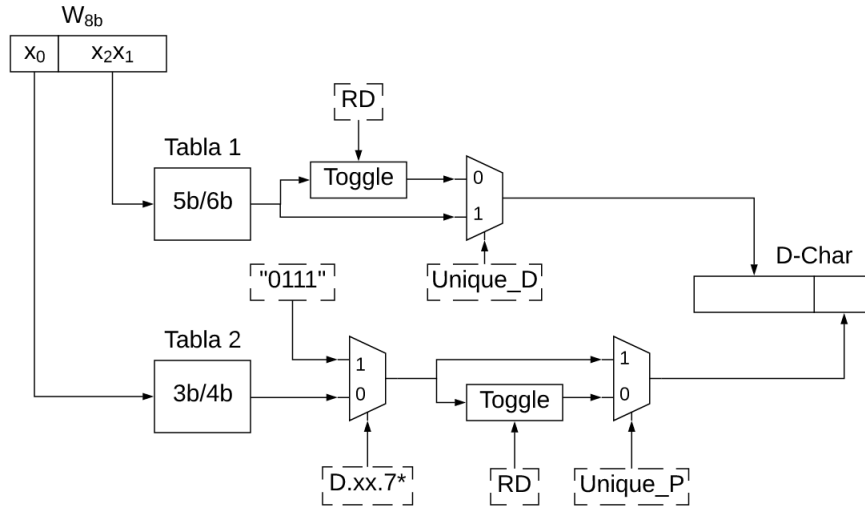 W8b
x0 x2x1
RD
Tabla 1
5b/6b
Toggle
0
1
Unique_D
D-Char
"0111"
Tabla 2
3b/4b
1
0
D.xx.7*
Toggle
RD
1
0
Unique_P